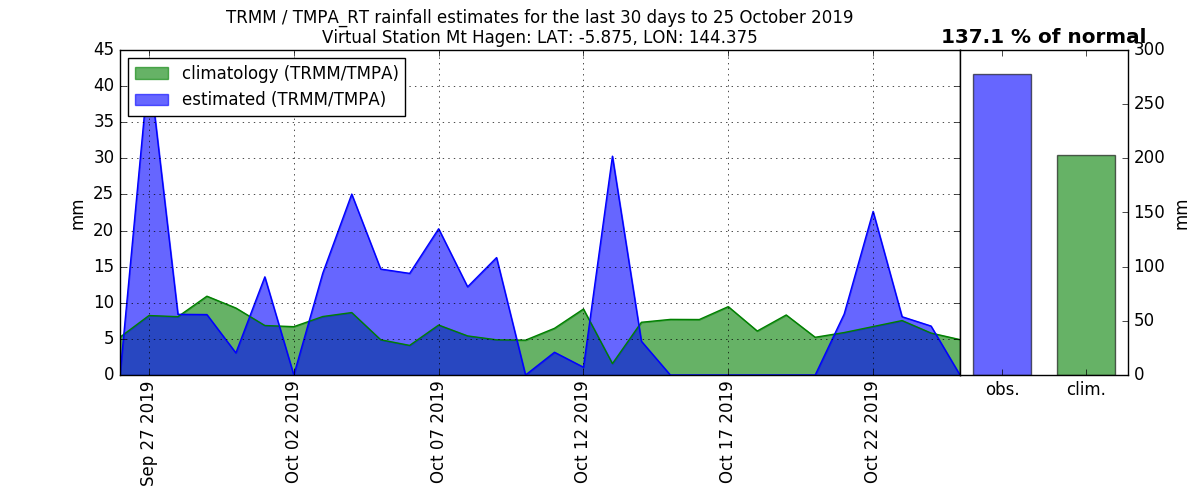 TRMM / TMPA_RT rainfall estimates for the last 30 days to 25 October 2019
Virtual Station Mt Hagen: LAT: -5.875, LON: 144.375
137.1 % of normal
climatology (TRMM/TMPA)
estimated (TRMM/TMPA)
mm
45
40
35
30
25
20
15
10
5
0
Sep 27 2019
Oct 02 2019
Oct 07 2019
Oct 12 2019
Oct 17 2019
Oct 22 2019
obs.
clim.
300
250
200
150
100
50
0
mm